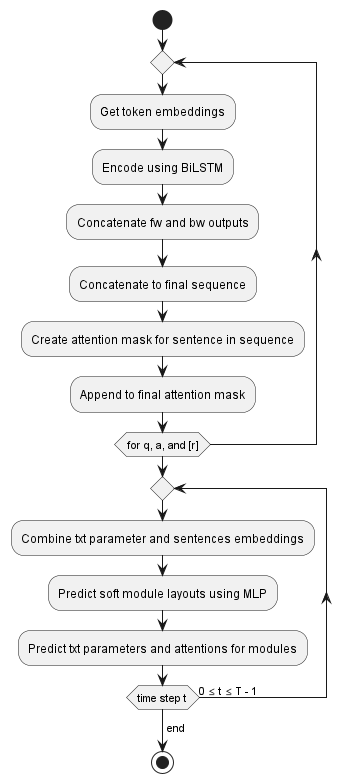 Get token embeddings
Encode using BiLSTM
Concatenate fw and bw outputs
Concatenate to final sequence
Create attention mask for sentence in sequence
Append to final attention mask
for q, a, and [r]
Combine txt parameter and sentences embeddings
Predict soft module layouts using MLP
Predict txt parameters and attentions for modules
time step t
0 ≤ t ≤ T - 1
end